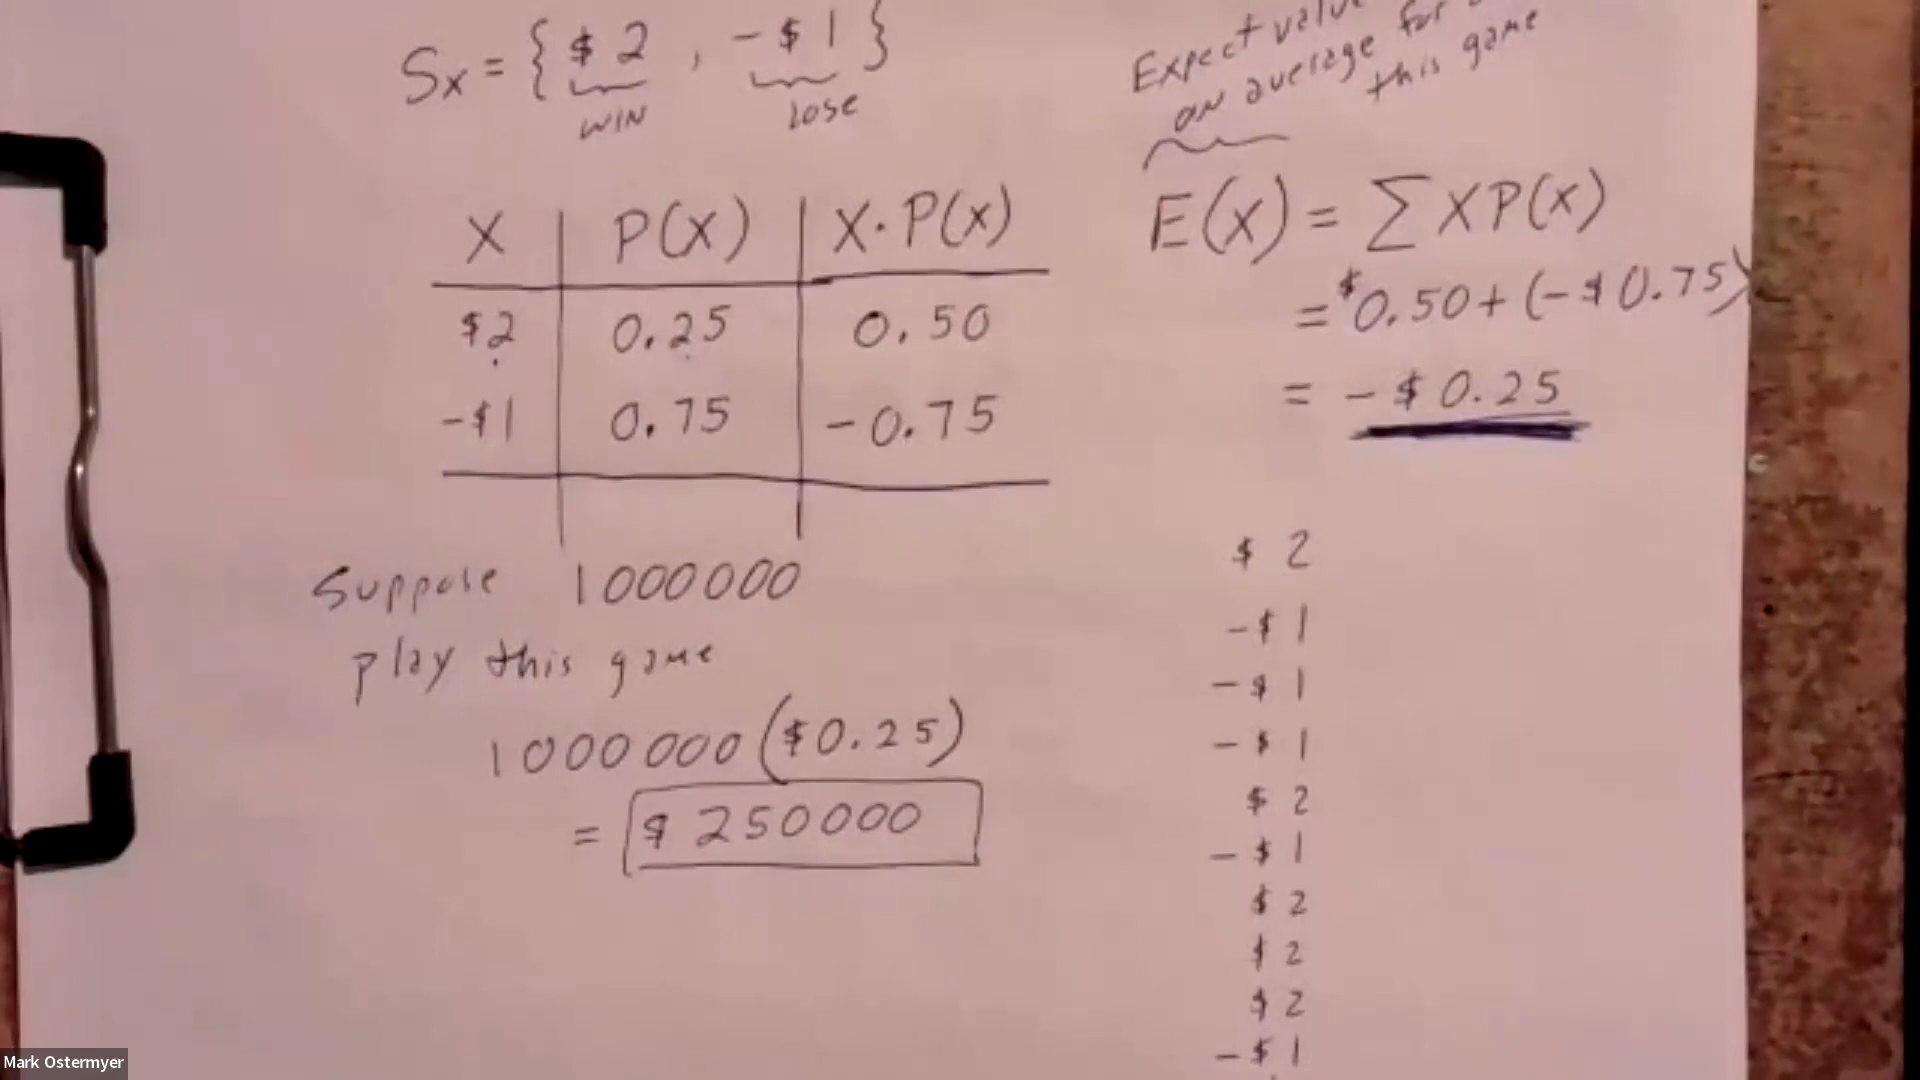 Sx = { $ 2 , - $ 1 }
WIN lose
Expect value
on average for
this game
X | P(X) | X · P(X)
$2 | 0.25 | 0.50
-$1 | 0.75 | -0.75
E(X) = ∑ X P(X)
= $0.50 + (-$0.75)
= -$0.25
Suppose 1000000
play this game
1000000 ($0.25)
= $ 250000
$ 2
-$ 1
-$ 1
-$ 1
$ 2
-$ 1
$ 2
$ 2
$ 2
-$ 1
Mark Ostermyer